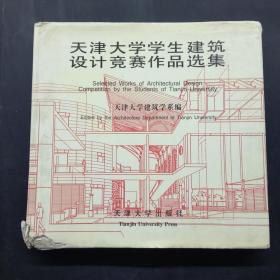 天津大学学生建筑
设计竞赛作品选集
Selected Works of Architectural Design
Competition by the Students of Tianjin University
天津大学建筑学系编
Edited by the Architecture Department of Tianjin University
天津大学出版社
Tianjin University Press